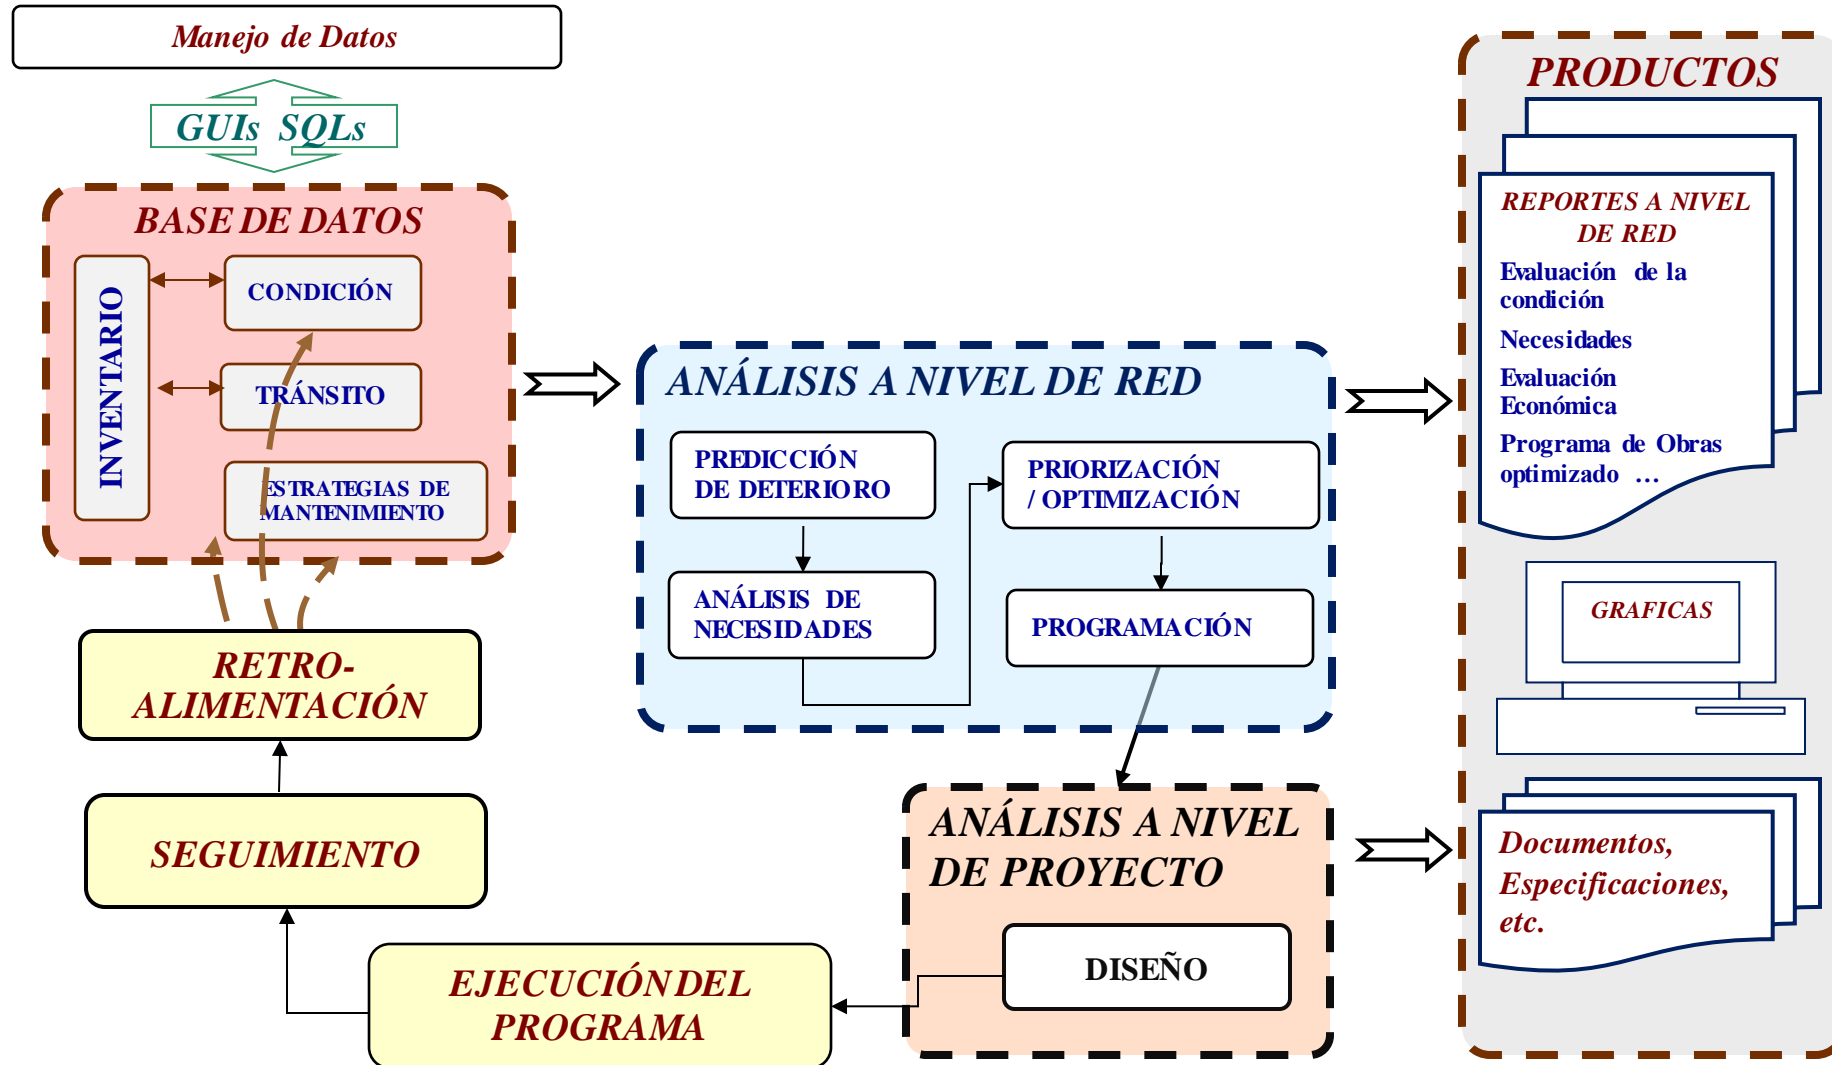 Manejo de Datos
GUIs SQLs
BASE DE DATOS
INVENTARIO
CONDICIÓN
TRÁNSITO
ESTRATEGIAS DE
MANTENIMIENTO
RETRO-
ALIMENTACIÓN
SEGUIMIENTO
EJECUCIÓN DEL
PROGRAMA
ANÁLISIS A NIVEL DE RED
PREDICCIÓN
DE DETERIORO
ANÁLISIS DE
NECESIDADES
PRIORIZACIÓN
/ OPTIMIZACIÓN
PROGRAMACIÓN
ANÁLISIS A NIVEL
DE PROYECTO
DISEÑO
PRODUCTOS
REPORTES A NIVEL
DE RED
Evaluación de la
condición
Necesidades
Evaluación
Económica
Programa de Obras
optimizado …
GRAFICAS
Documentos,
Especificaciones,
etc.